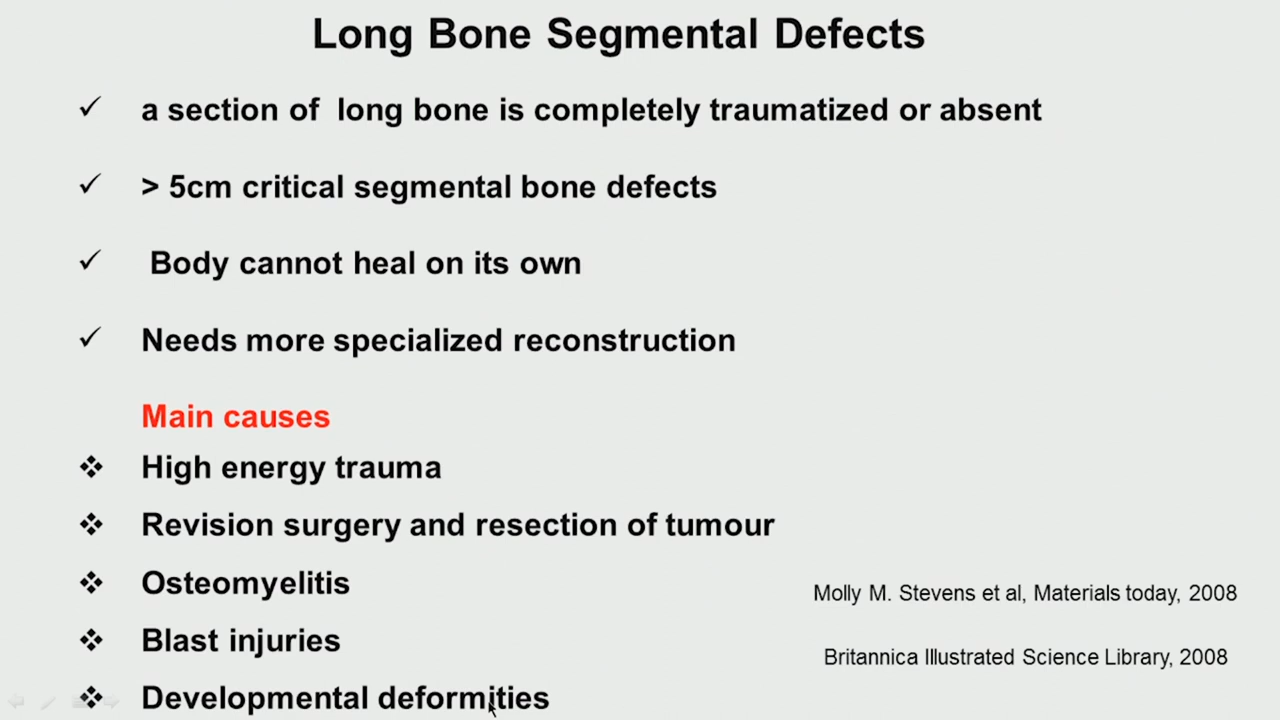 Long Bone Segmental Defects
✓ a section of long bone is completely traumatized or absent
✓ > 5cm critical segmental bone defects
✓ Body cannot heal on its own
✓ Needs more specialized reconstruction
Main causes
❖ High energy trauma
❖ Revision surgery and resection of tumour
❖ Osteomyelitis
❖ Blast injuries
❖ Developmental deformities
Molly M. Stevens et al, Materials today, 2008
Britannica Illustrated Science Library, 2008